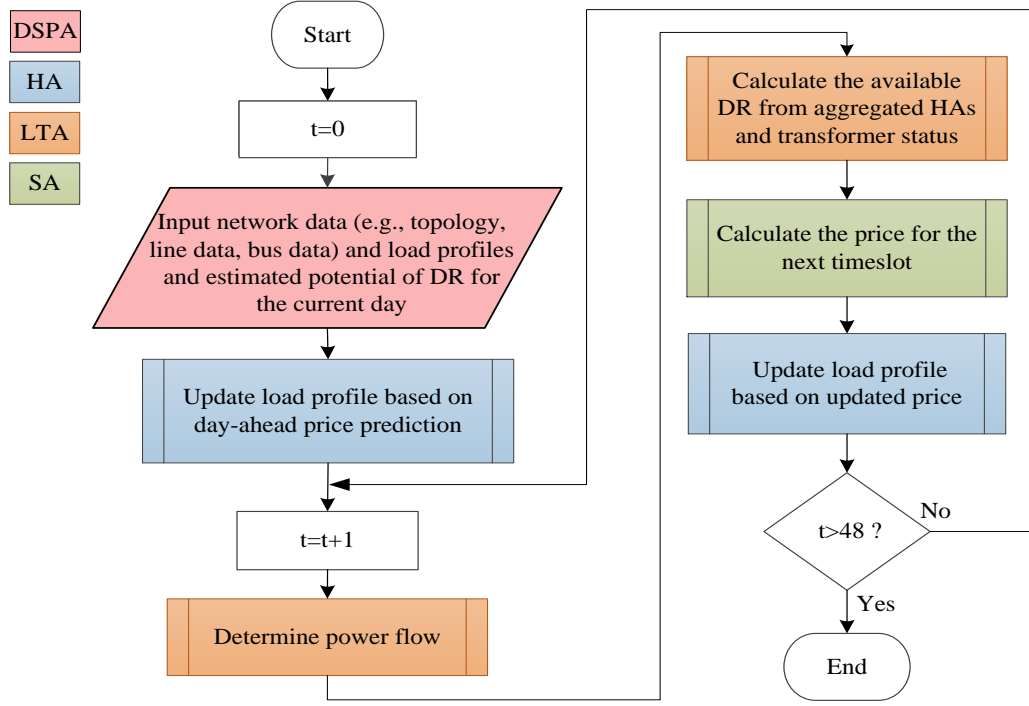 DSPA
HA
LTA
SA
Start
t=0
Input network data (e.g., topology,
line data, bus data) and load profiles
and estimated potential of DR for
the current day
Update load profile based on
day-ahead price prediction
t=t+1
Determine power flow
Calculate the available
DR from aggregated HAs
and transformer status
Calculate the price for the
next timeslot
Update load profile
based on updated price
t>48 ?
No
Yes
End